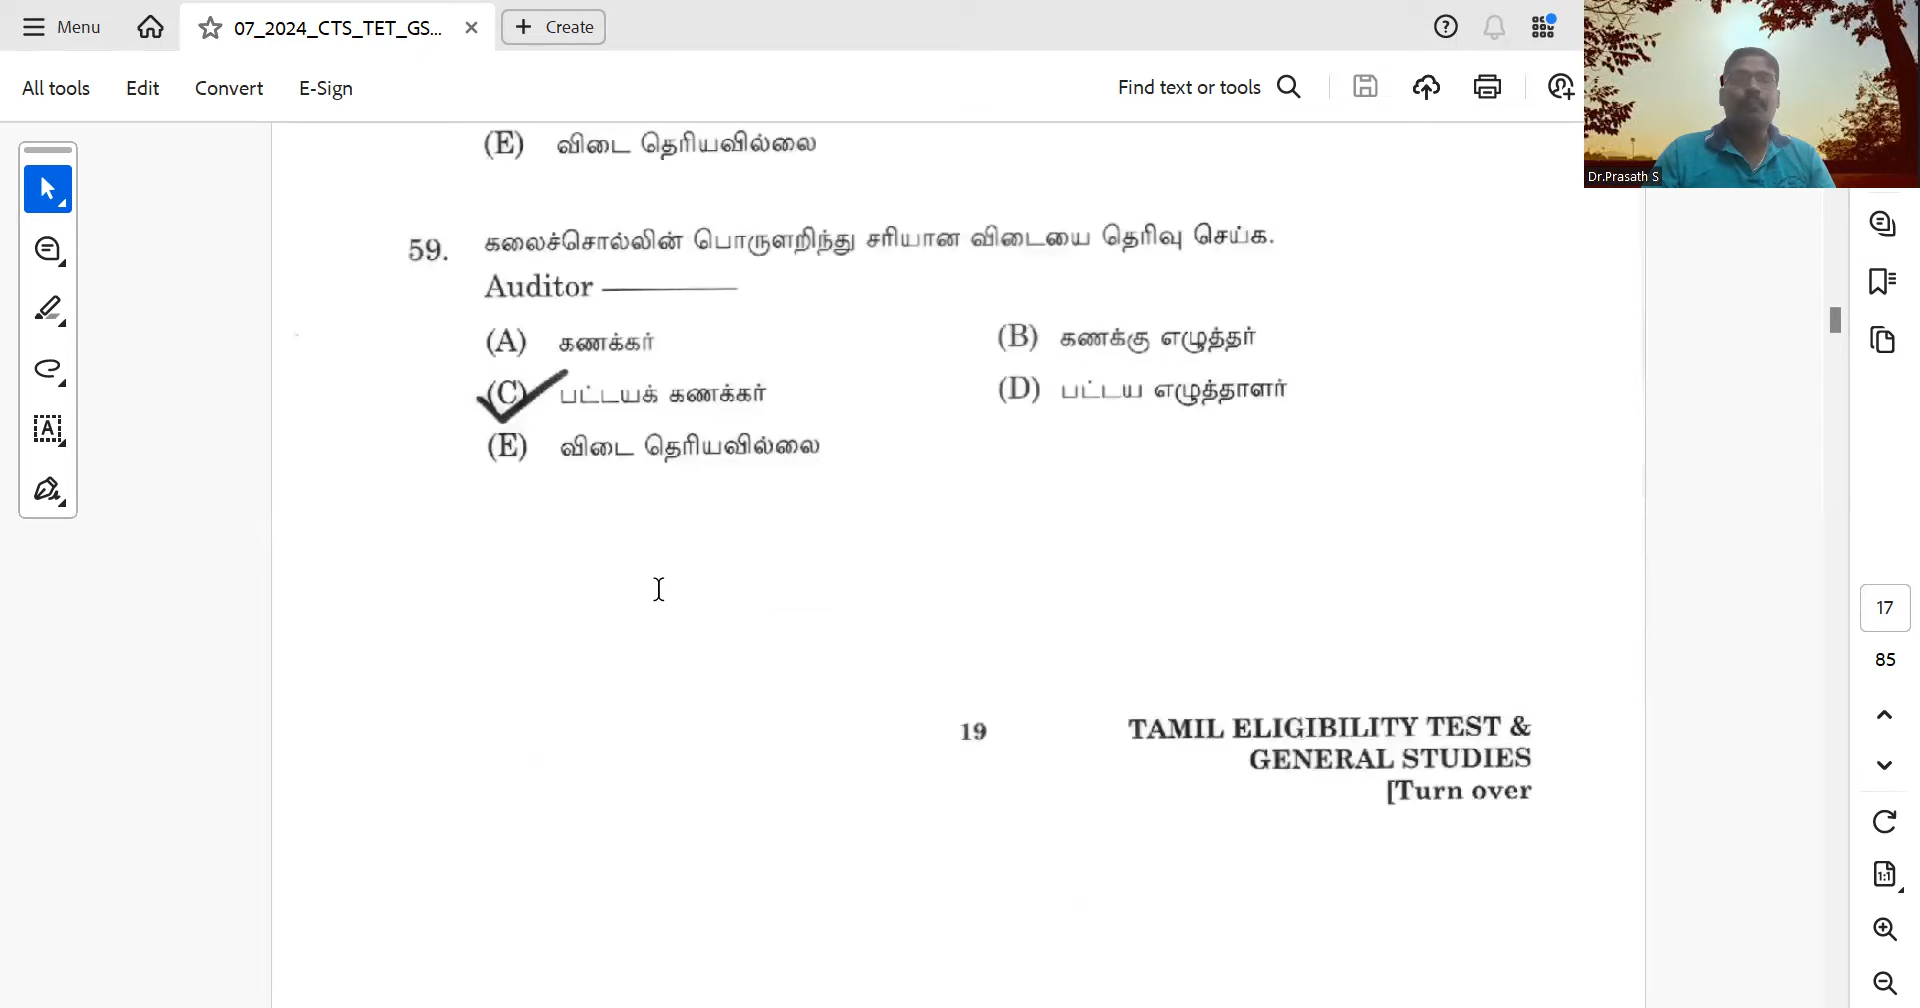 Menu
07_2024_CTS_TET_GS...
Create
All tools
Edit
Convert
E-Sign
Find text or tools
Dr.Prasath S
(E) விடை தெரியவில்லை
59. கலைச்சொல்லின் பொருளறிந்து சரியான விடையை தெரிவு செய்க.
Auditor
(A) கணக்கர்
(B) கணக்கு எழுத்தர்
(C) பட்டயக் கணக்கர்
(D) பட்டய எழுத்தாளர்
(E) விடை தெரியவில்லை
17
85
19
TAMIL ELIGIBILITY TEST &
GENERAL STUDIES
[Turn over